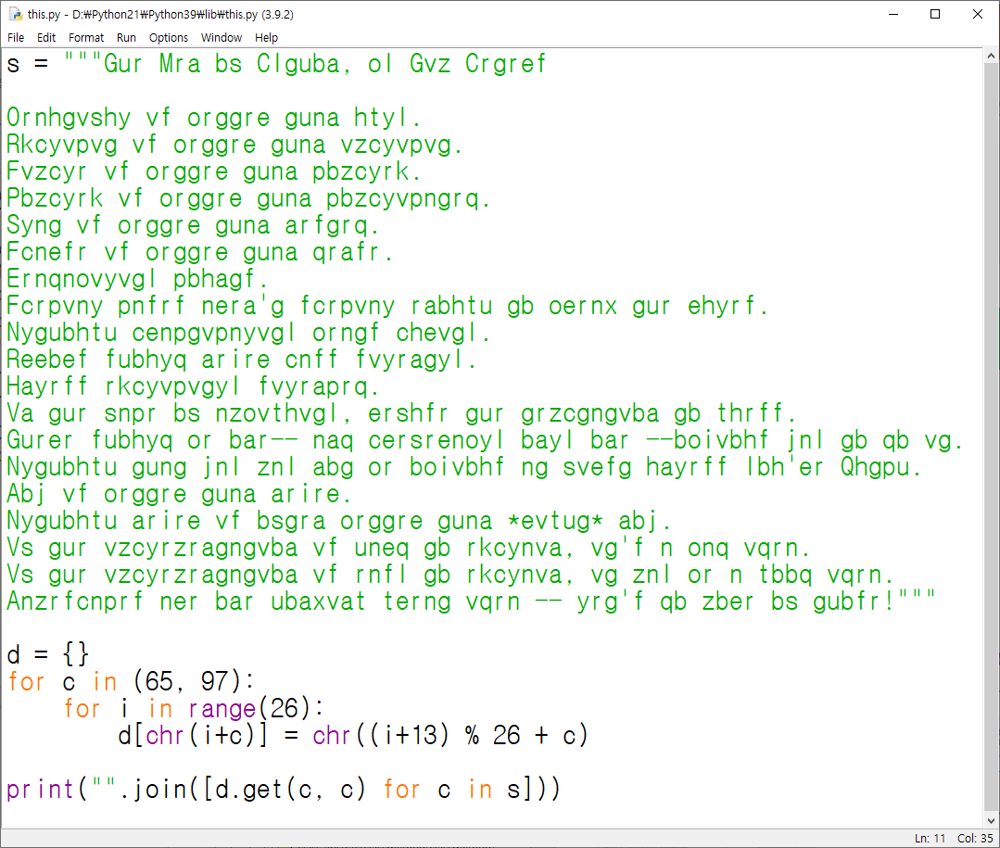 this.py - D:₩Python21₩Python39₩lib₩this.py (3.9.2)
File Edit Format Run Options Window Help
s = """Gur Mra bs Clguba, ol Gvz Crgref

Ornhgvshy vf orggre guna htyl.
Rkcyvpvg vf orggre guna vzcyvpvg.
Fvzcyr vf orggre guna pbzcyrk.
Pbzcyrk vf orggre guna pbzcyvpngrq.
Syng vf orggre guna arfgrq.
Fcnefr vf orggre guna qrafr.
Ernqnovyvgl pbhagf.
Fcrpvny pnfrf nera'g fcrpvny rabhtu gb oernx gur ehyrf.
Nygubhtu cenpgvpnyvgl orngf chevgl.
Reebef fubhyq arire cnff fvyragyl.
Hayrff rkcyvpvgyl fvyraprq.
Va gur snpr bs nzovthvgl, ershfr gur grzcgngvba gb thrff.
Gurer fubhyq or bar-- naq cersrenoyl bayl bar --boivbhf jnl gb qb vg.
Nygubhtu gung jnl znl abg or boivbhf ng svefg hayrff lbh'er Qhgpu.
Abj vf orggre guna arire.
Nygubhtu arire vf bsgra orggre guna *evtug* abj.
Vs gur vzcyrzragngvba vf uneq gb rkcynva, vg'f n onq vqrn.
Vs gur vzcyrzragngvba vf rnfl gb rkcynva, vg znl or n tbbq vqrn.
Anzrfcnprf ner bar ubaxvat terng vqrn -- yrg'f qb zber bs gubfr!"""

d = {}
for c in (65, 97):
    for i in range(26):
        d[chr(i+c)] = chr((i+13) % 26 + c)

print("".join([d.get(c, c) for c in s]))
Ln: 11 Col: 35